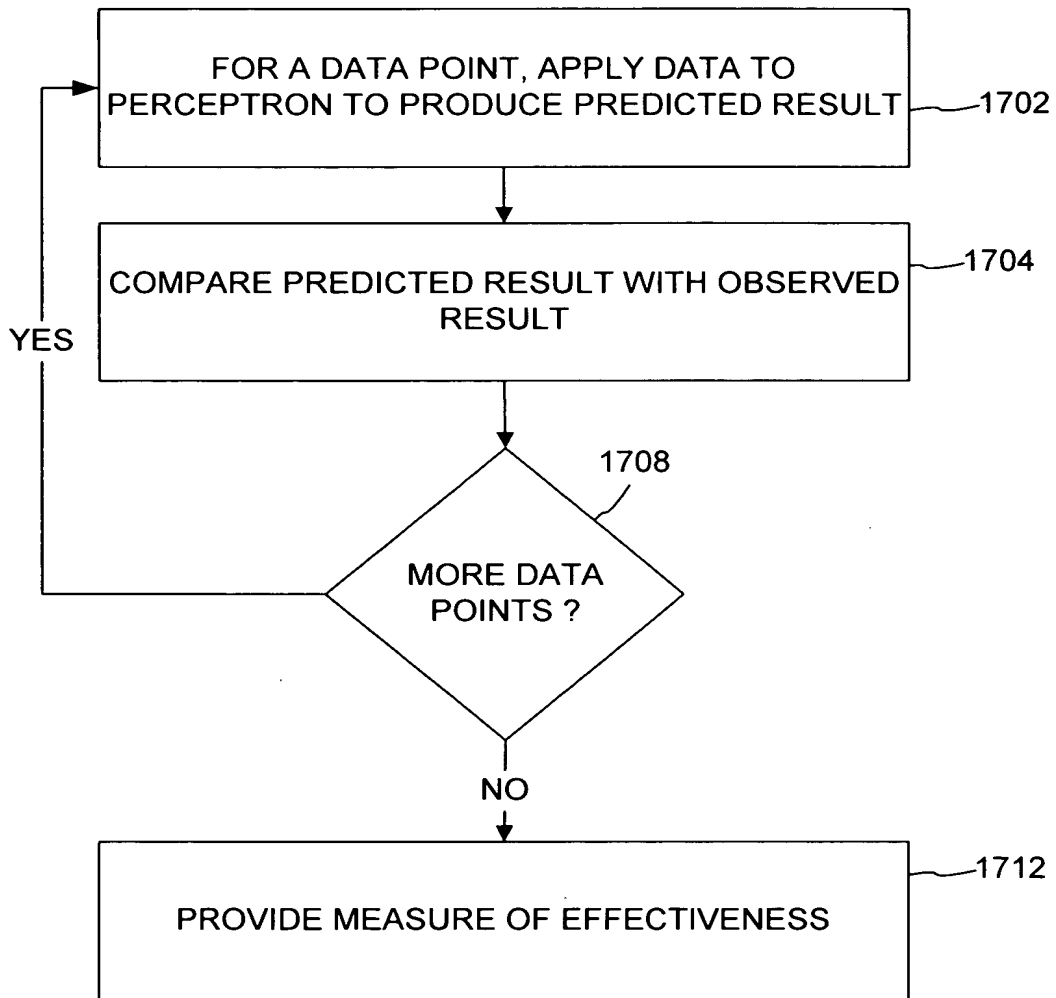 FOR A DATA POINT, APPLY DATA TO
PERCEPTRON TO PRODUCE PREDICTED RESULT
1702
COMPARE PREDICTED RESULT WITH OBSERVED
RESULT
1704
YES
1708
MORE DATA
POINTS ?
NO
1712
PROVIDE MEASURE OF EFFECTIVENESS